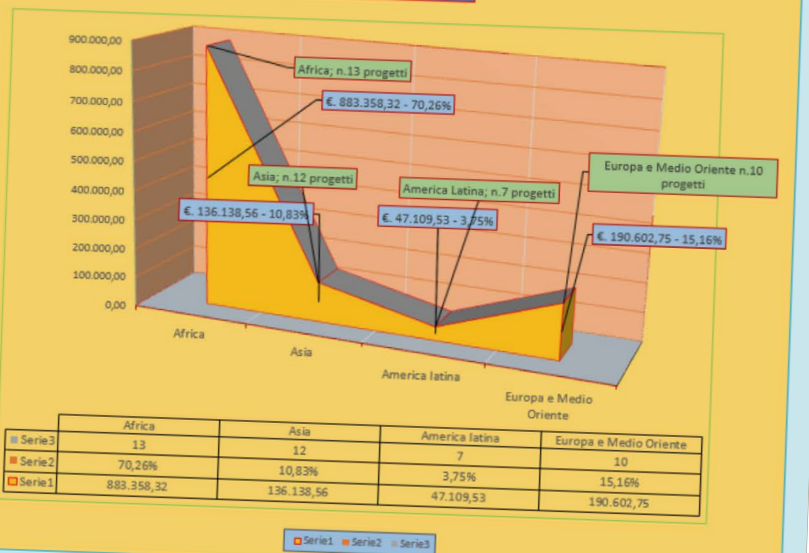 900.000,00
800.000,00
700.000,00
600.000,00
500.000,00
400.000,00
300.000,00
200.000,00
100.000,00
0,00
Africa; n.13 progetti
€. 883.358,32 - 70,26%
Asia; n.12 progetti
€. 136.138,56 - 10,83%
America Latina; n.7 progetti
€. 47.109,53 - 3,75%
Europa e Medio Oriente n.10
progetti
€. 190.602,75 - 15,16%
Africa
Asia
America latina
Europa e Medio
Oriente
Africa Asia America latina Europa e Medio Oriente
Serie3 13 12 7 10
Serie2 70,26% 10,83% 3,75% 15,16%
Serie1 883.358,32 136.138,56 47.109,53 190.602,75
Serie1 Serie2 Serie3